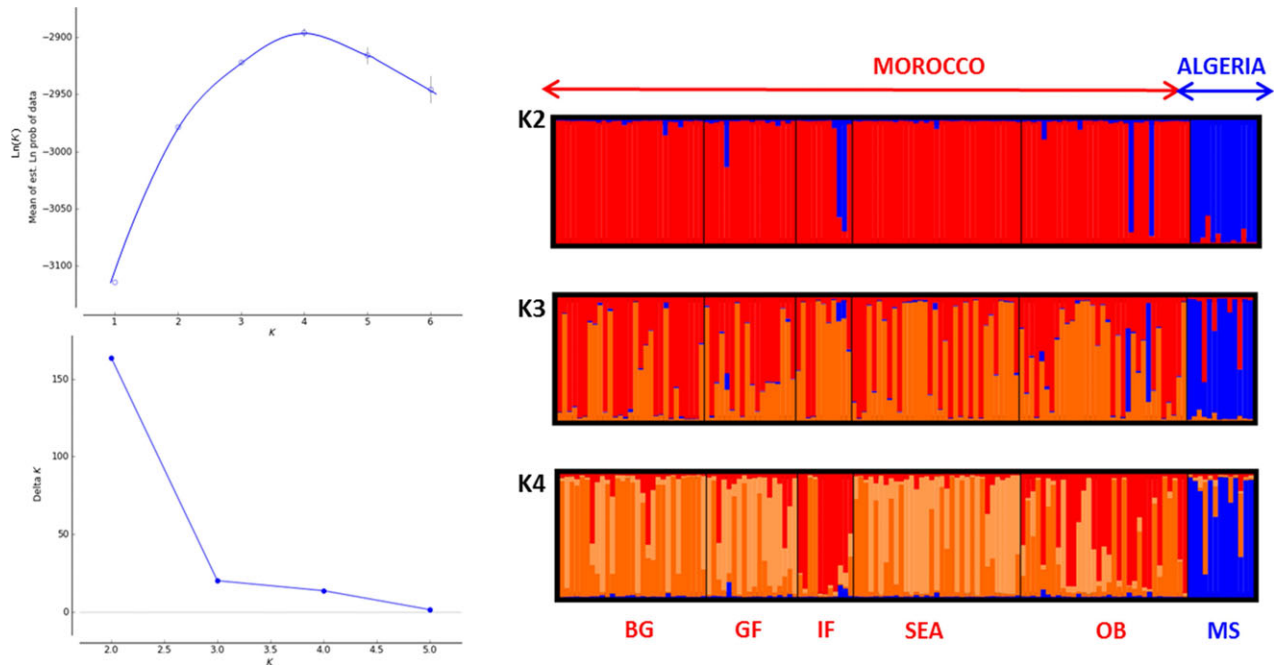 −2900
−2950
−3000
−3050
−3100
Ln(K)
Mean of est. Ln prob of data
1 2 3 4 5 6
K
150
100
50
0
Delta K
2.0 2.5 3.0 3.5 4.0 4.5 5.0
K
MOROCCO ALGERIA
K2
K3
K4
BG GF IF SEA OB MS